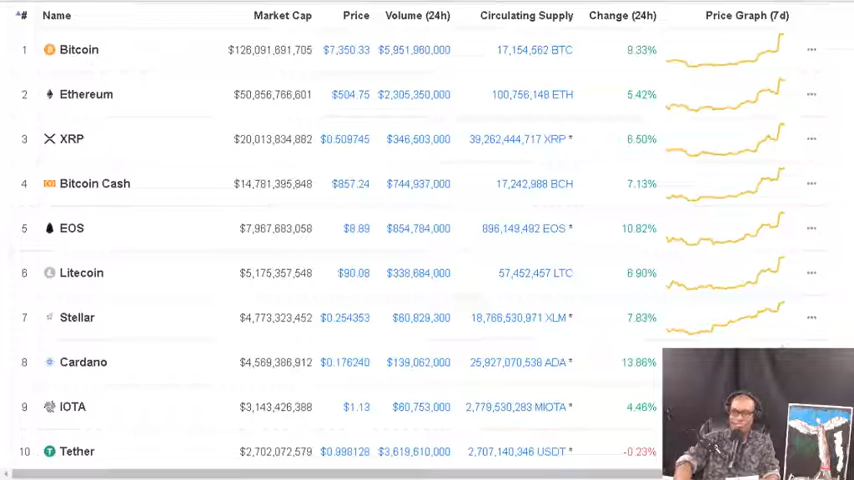 # Name Market Cap Price Volume (24h) Circulating Supply Change (24h) Price Graph (7d)
1 Bitcoin $126,091,691,705 $7,350.33 $5,951,960,000 17,154,562 BTC 9.33%
2 Ethereum $50,856,766,601 $504.75 $2,305,350,000 100,756,148 ETH 5.42%
3 XRP $20,013,834,882 $0.509745 $346,503,000 39,262,444,717 XRP * 6.50%
4 Bitcoin Cash $14,781,395,848 $857.24 $744,937,000 17,242,988 BCH 7.13%
5 EOS $7,967,683,058 $8.89 $854,784,000 896,149,492 EOS * 10.82%
6 Litecoin $5,175,357,548 $90.08 $338,684,000 57,452,457 LTC 6.90%
7 Stellar $4,773,323,452 $0.254353 $60,829,300 18,766,530,971 XLM * 7.83%
8 Cardano $4,569,386,912 $0.176240 $139,062,000 25,927,070,538 ADA * 13.86%
9 IOTA $3,143,426,388 $1.13 $60,753,000 2,779,530,283 MIOTA * 4.46%
10 Tether $2,702,072,579 $0.998128 $3,619,610,000 2,707,140,346 USDT * -0.23%